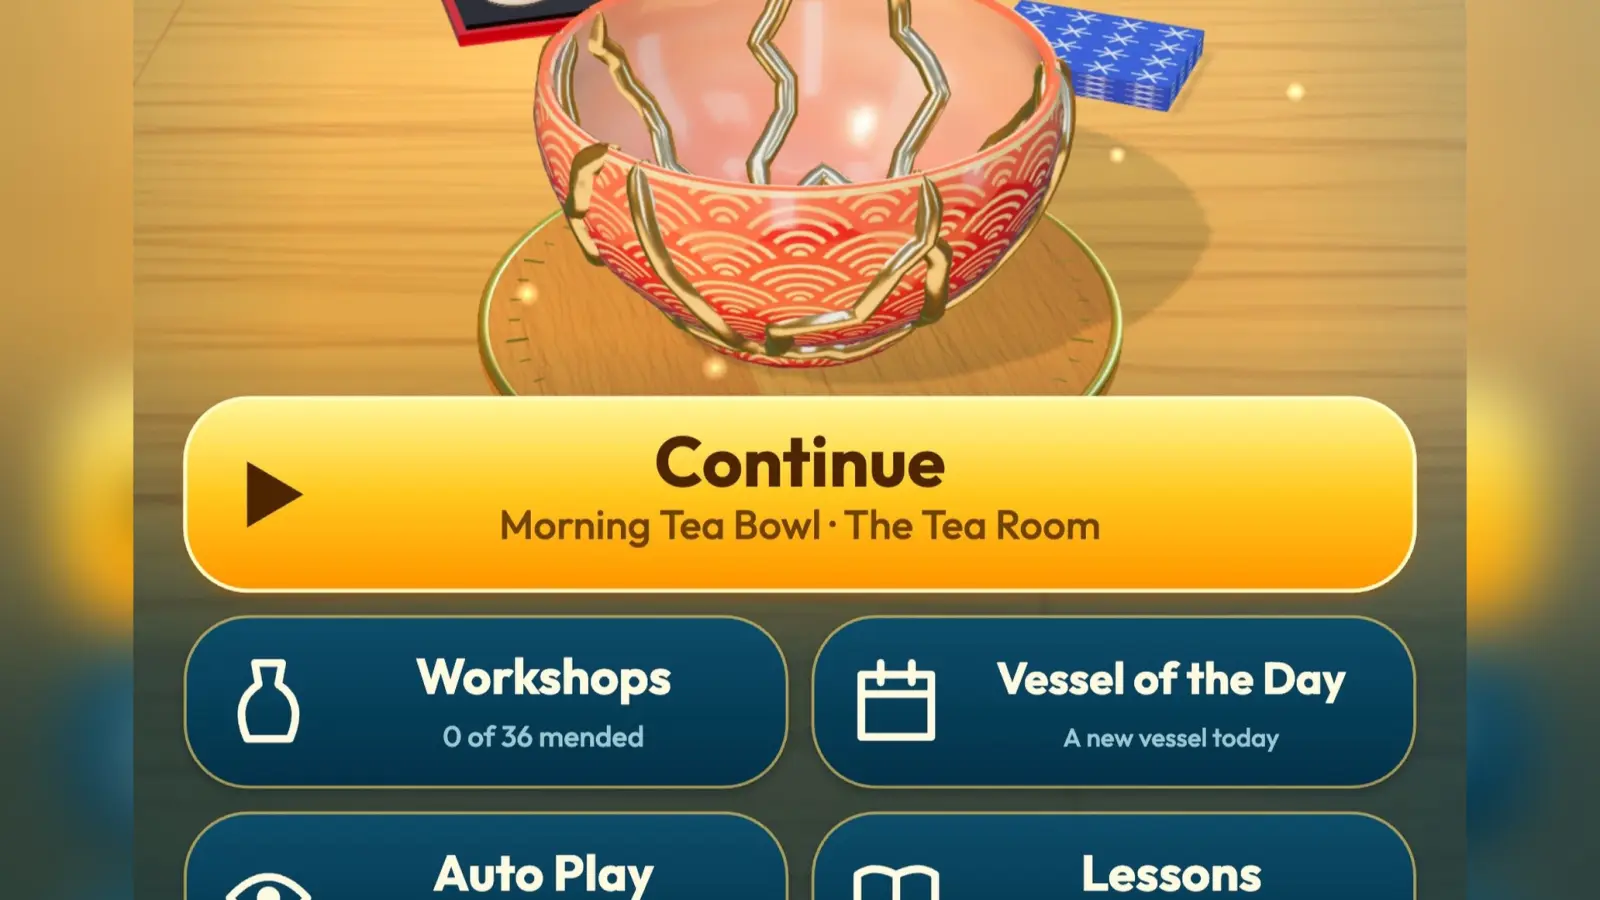 Continue
Morning Tea Bowl · The Tea Room
Workshops
0 of 36 mended
Vessel of the Day
A new vessel today
Auto Play
Lessons